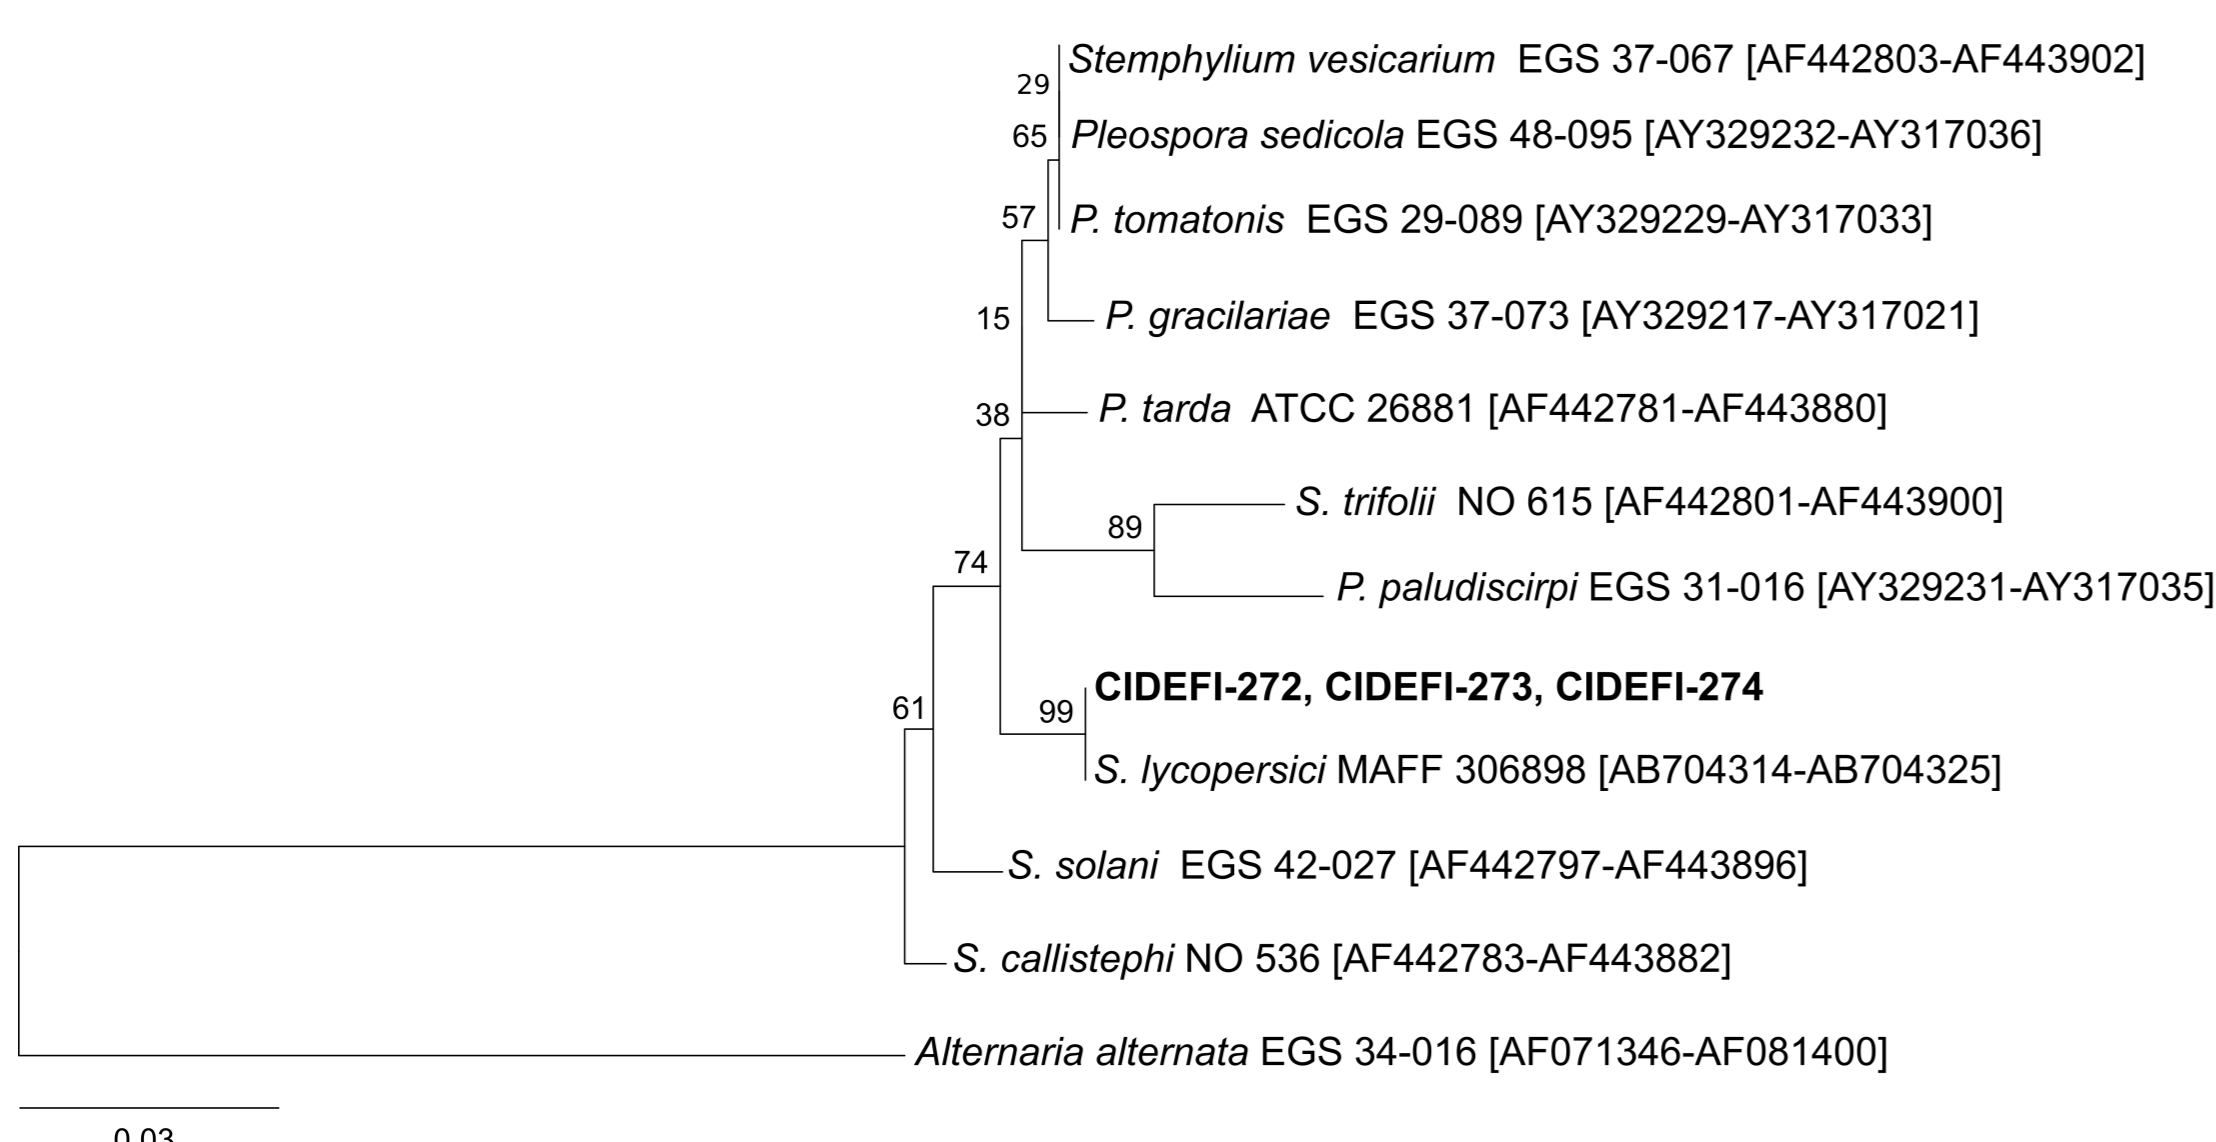 Stemphylium vesicarium EGS 37-067 [AF442803-AF443902]
29
65
Pleospora sedicola EGS 48-095 [AY329232-AY317036]
57
P. tomatonis EGS 29-089 [AY329229-AY317033]
15
P. gracilariae EGS 37-073 [AY329217-AY317021]
38
P. tarda ATCC 26881 [AF442781-AF443880]
S. trifolii NO 615 [AF442801-AF443900]
89
74
P. paludiscirpi EGS 31-016 [AY329231-AY317035]
CIDEFI-272, CIDEFI-273, CIDEFI-274
61
99
S. lycopersici MAFF 306898 [AB704314-AB704325]
S. solani EGS 42-027 [AF442797-AF443896]
S. callistephi NO 536 [AF442783-AF443882]
Alternaria alternata EGS 34-016 [AF071346-AF081400]
0.03